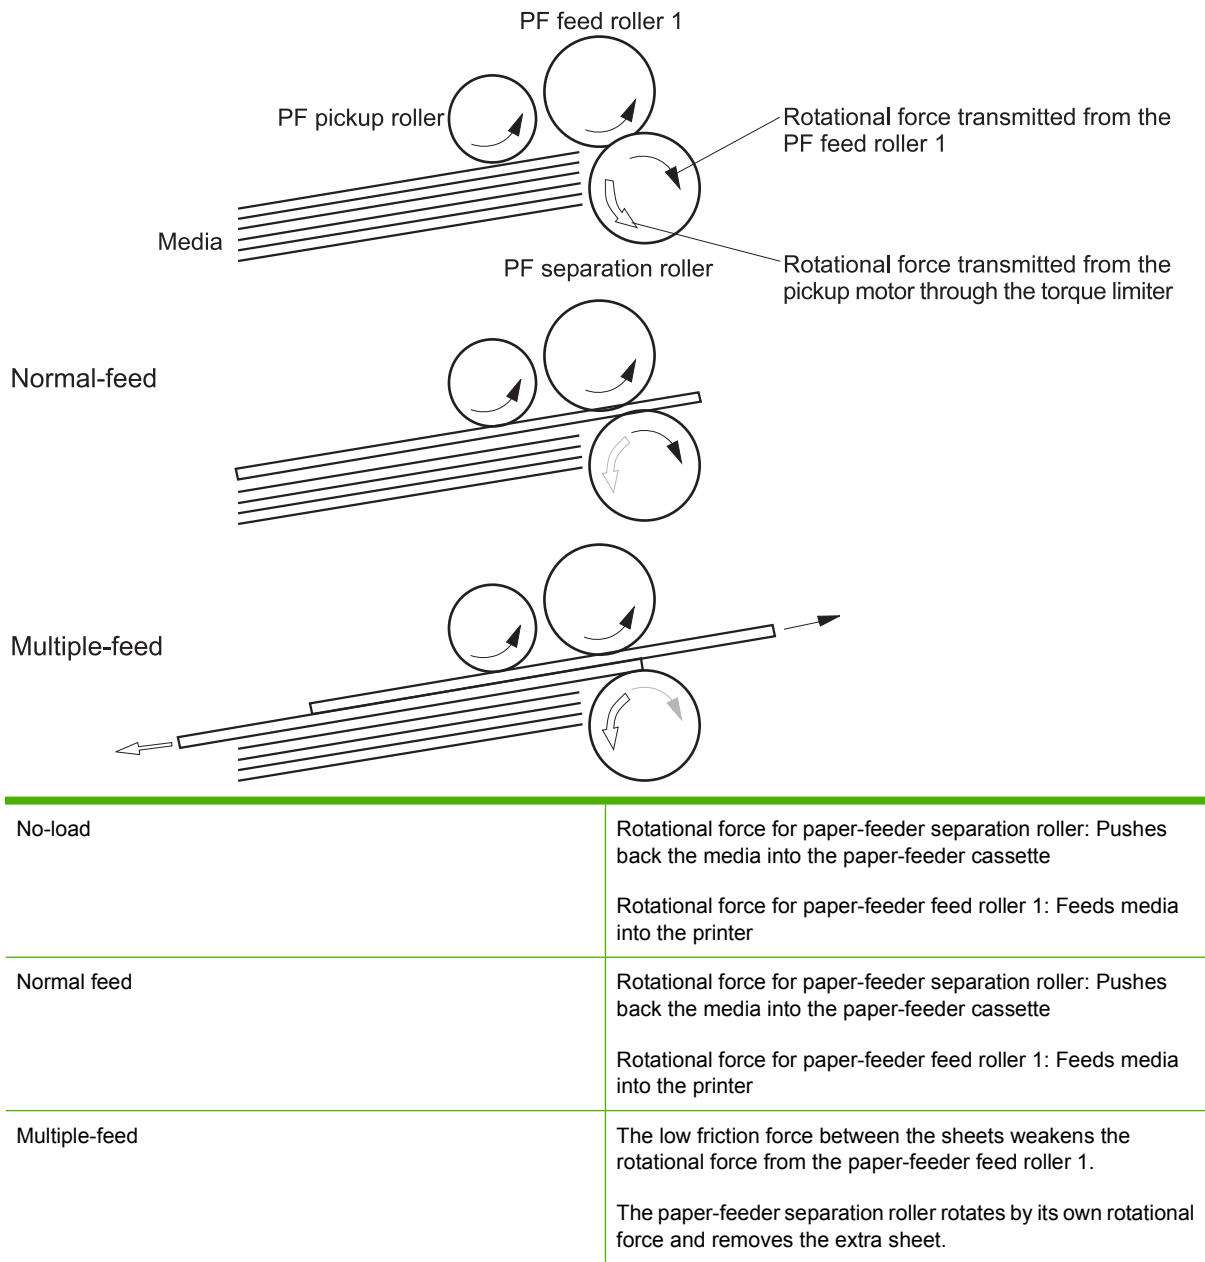 PF feed roller 1
PF pickup roller
Rotational force transmitted from the
PF feed roller 1
Media
PF separation roller
Rotational force transmitted from the
pickup motor through the torque limiter
Normal-feed
Multiple-feed
No-load
Rotational force for paper-feeder separation roller: Pushes
back the media into the paper-feeder cassette
Rotational force for paper-feeder feed roller 1: Feeds media
into the printer
Normal feed
Rotational force for paper-feeder separation roller: Pushes
back the media into the paper-feeder cassette
Rotational force for paper-feeder feed roller 1: Feeds media
into the printer
Multiple-feed
The low friction force between the sheets weakens the
rotational force from the paper-feeder feed roller 1.
The paper-feeder separation roller rotates by its own rotational
force and removes the extra sheet.